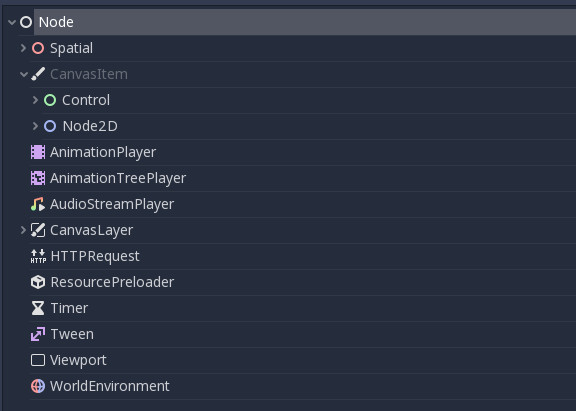 Node
Spatial
CanvasItem
Control
Node2D
AnimationPlayer
AnimationTreePlayer
AudioStreamPlayer
CanvasLayer
HTTPRequest
ResourcePreloader
Timer
Tween
Viewport
WorldEnvironment